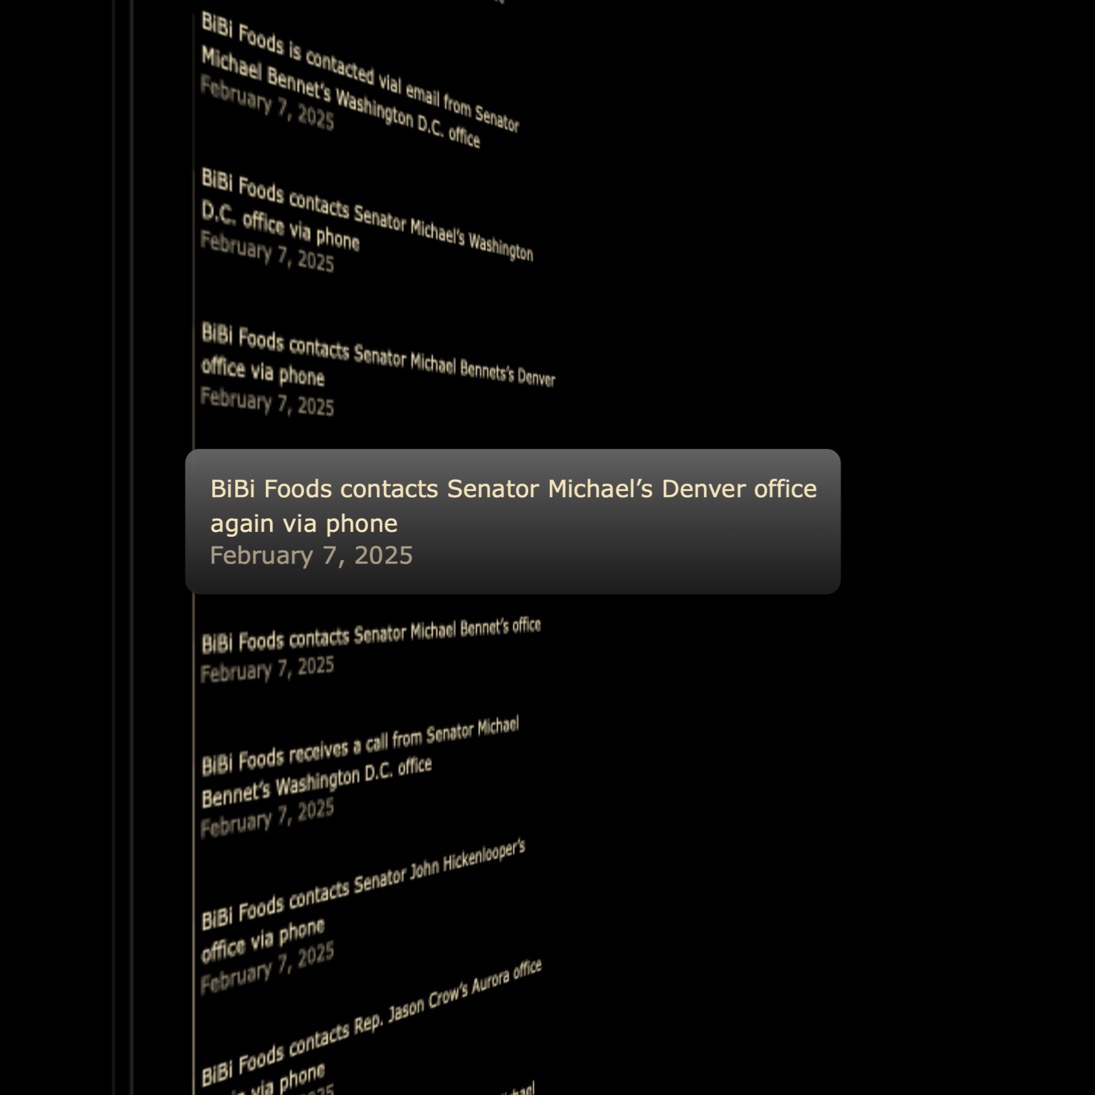 BiBi Foods is contacted vial email from Senator
Michael Bennet’s Washington D.C. office
February 7, 2025
BiBi Foods contacts Senator Michael’s Washington
D.C. office via phone
February 7, 2025
BiBi Foods contacts Senator Michael Bennets’s Denver
office via phone
February 7, 2025
BiBi Foods contacts Senator Michael’s Denver office
again via phone
February 7, 2025
BiBi Foods contacts Senator Michael Bennet’s office
February 7, 2025
BiBi Foods receives a call from Senator Michael
Bennet’s Washington D.C. office
February 7, 2025
BiBi Foods contacts Senator John Hickenlooper’s
office via phone
February 7, 2025
BiBi Foods contacts Rep. Jason Crow’s Aurora office
via phone